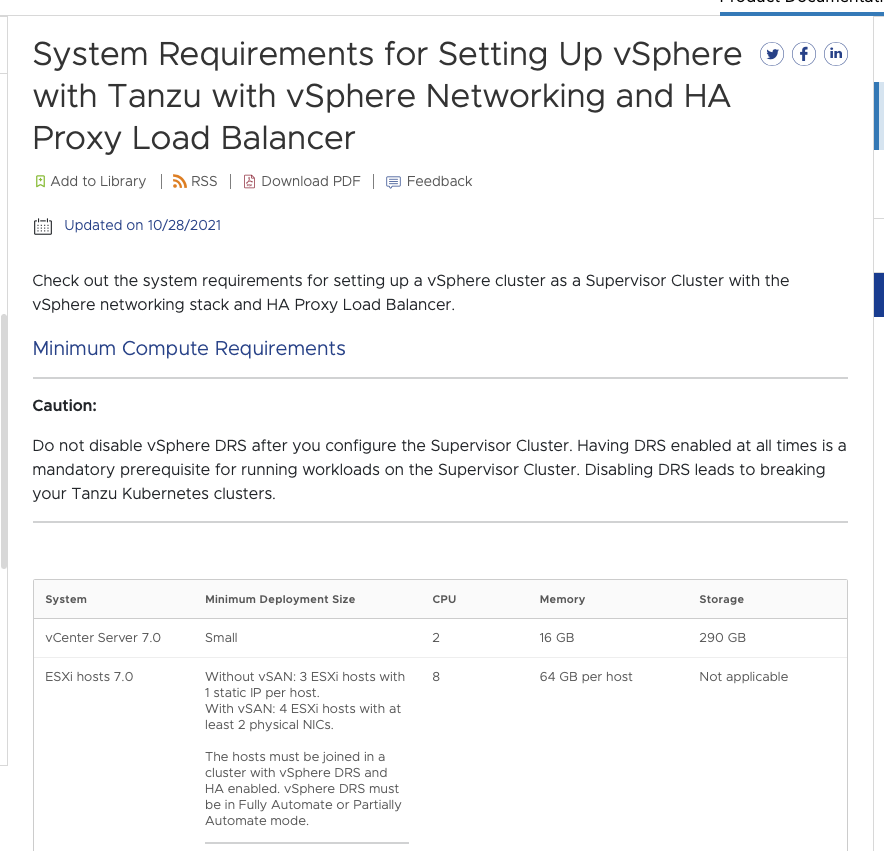 Product Documentati
System Requirements for Setting Up vSphere
with Tanzu with vSphere Networking and HA
Proxy Load Balancer
Add to Library | RSS | Download PDF | Feedback
Updated on 10/28/2021
Check out the system requirements for setting up a vSphere cluster as a Supervisor Cluster with the
vSphere networking stack and HA Proxy Load Balancer.
Minimum Compute Requirements
Caution:
Do not disable vSphere DRS after you configure the Supervisor Cluster. Having DRS enabled at all times is a
mandatory prerequisite for running workloads on the Supervisor Cluster. Disabling DRS leads to breaking
your Tanzu Kubernetes clusters.
System Minimum Deployment Size CPU Memory Storage
vCenter Server 7.0 Small 2 16 GB 290 GB
ESXi hosts 7.0 Without vSAN: 3 ESXi hosts with 8 64 GB per host Not applicable
1 static IP per host.
With vSAN: 4 ESXi hosts with at
least 2 physical NICs.
The hosts must be joined in a
cluster with vSphere DRS and
HA enabled. vSphere DRS must
be in Fully Automate or Partially
Automate mode.